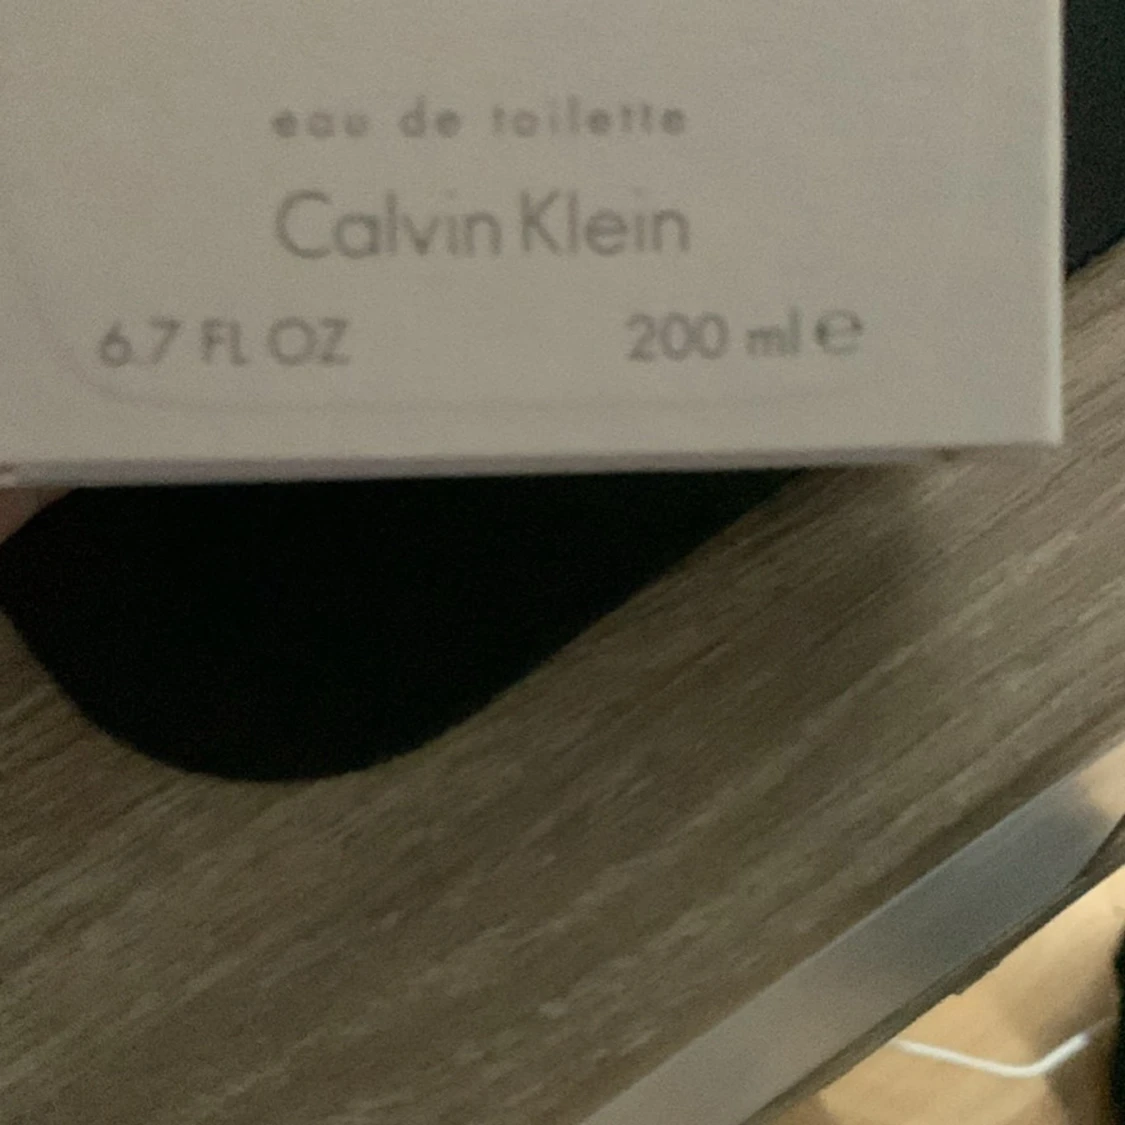 eau de toilette
Calvin Klein
6.7 FL OZ 200 ml e